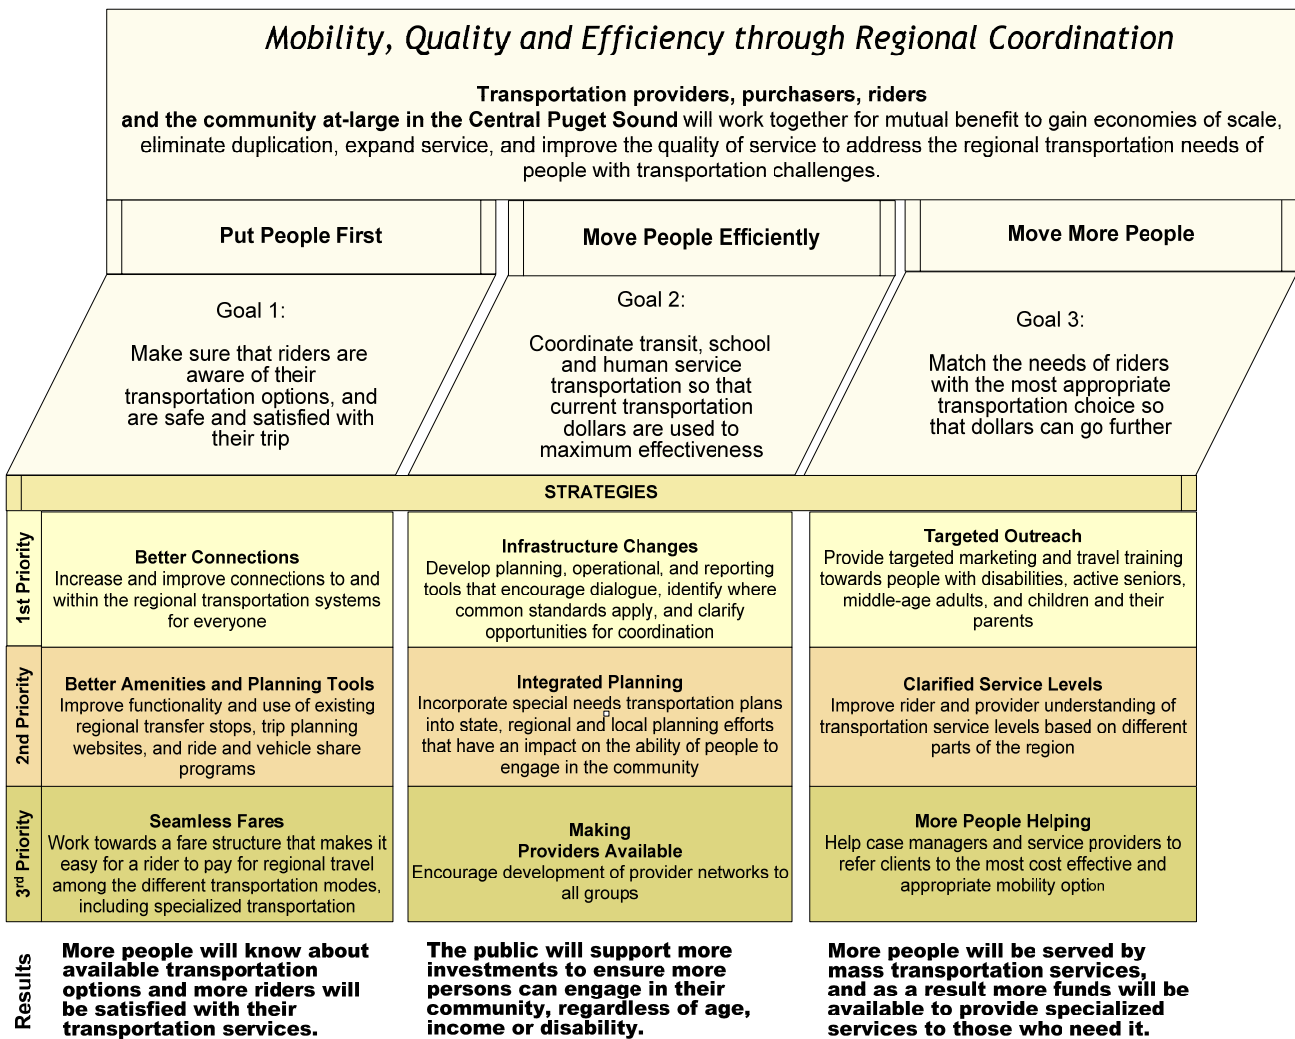 Mobility, Quality and Efficiency through Regional Coordination
Transportation providers, purchasers, riders
and the community at-large in the Central Puget Sound will work together for mutual benefit to gain economies of scale,
eliminate duplication, expand service, and improve the quality of service to address the regional transportation needs of
people with transportation challenges.
Put People First
Move People Efficiently
Move More People
Goal 1:
Make sure that riders are
aware of their
transportation options, and
are safe and satisfied with
their trip
Goal 2:
Coordinate transit, school
and human service
transportation so that
current transportation
dollars are used to
maximum effectiveness
Goal 3:
Match the needs of riders
with the most appropriate
transportation choice so
that dollars can go further
STRATEGIES
1st Priority
Better Connections
Increase and improve connections to and
within the regional transportation systems
for everyone
Infrastructure Changes
Develop planning, operational, and reporting
tools that encourage dialogue, identify where
common standards apply, and clarify
opportunities for coordination
Targeted Outreach
Provide targeted marketing and travel training
towards people with disabilities, active seniors,
middle-age adults, and children and their
parents
2nd Priority
Better Amenities and Planning Tools
Improve functionality and use of existing
regional transfer stops, trip planning
websites, and ride and vehicle share
programs
Integrated Planning
Incorporate special needs transportation plans
into state, regional and local planning efforts
that have an impact on the ability of people to
engage in the community
Clarified Service Levels
Improve rider and provider understanding of
transportation service levels based on different
parts of the region
3rd Priority
Seamless Fares
Work towards a fare structure that makes it
easy for a rider to pay for regional travel
among the different transportation modes,
including specialized transportation
Making
Providers Available
Encourage development of provider networks to
all groups
More People Helping
Help case managers and service providers to
refer clients to the most cost effective and
appropriate mobility option
Results
More people will know about
available transportation
options and more riders will
be satisfied with their
transportation services.
The public will support more
investments to ensure more
persons can engage in their
community, regardless of age,
income or disability.
More people will be served by
mass transportation services,
and as a result more funds will be
available to provide specialized
services to those who need it.